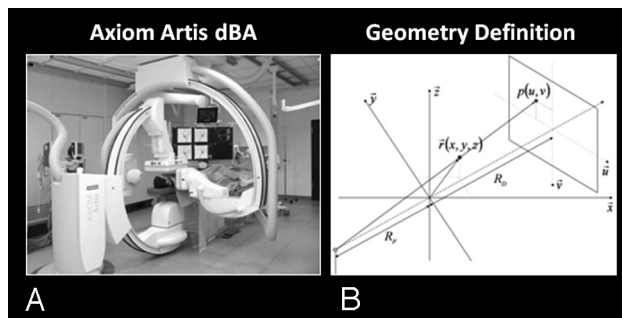 Axiom Artis dBA
Geometry Definition
y
z
p(u,v)
r(x,y,z)
u
v
R_D
x
R_F
A
B